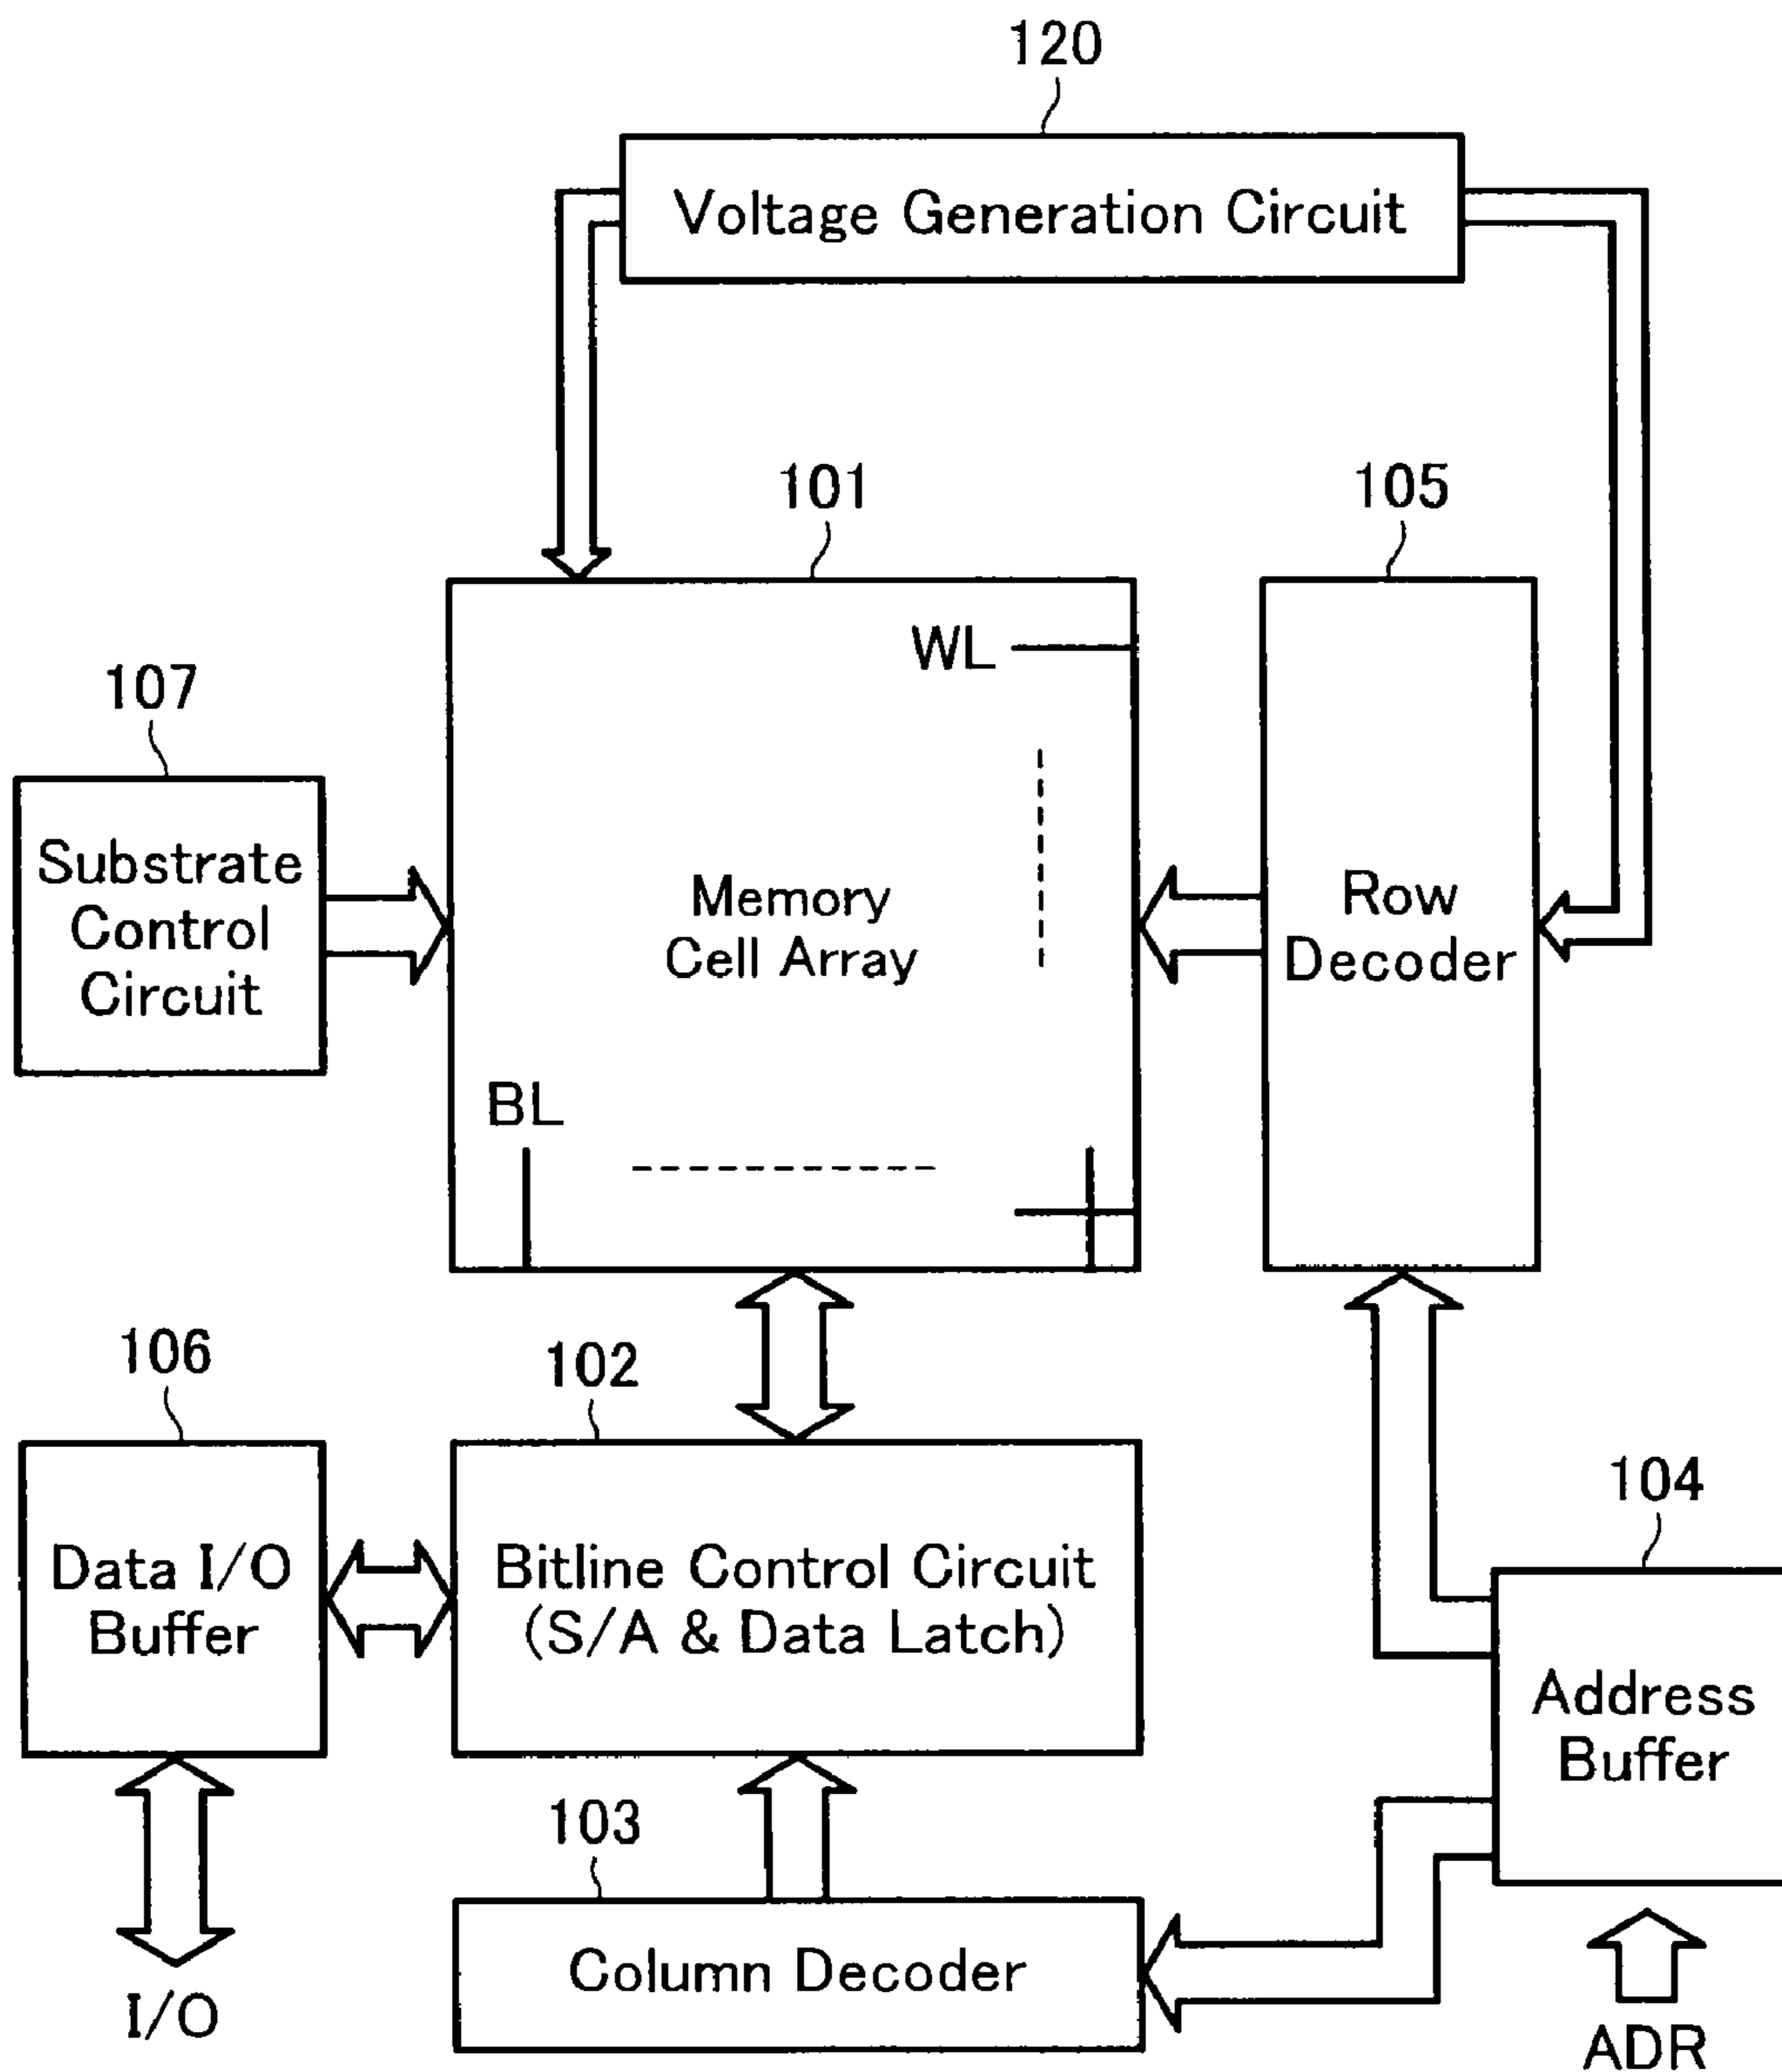 120
Voltage Generation Circuit
101
105
WL
107
Substrate
Control
Circuit
Memory
Cell Array
Row
Decoder
BL
106
102
104
Data I/O
Buffer
Bitline Control Circuit
(S/A & Data Latch)
Address
Buffer
103
Column Decoder
I/O
ADR